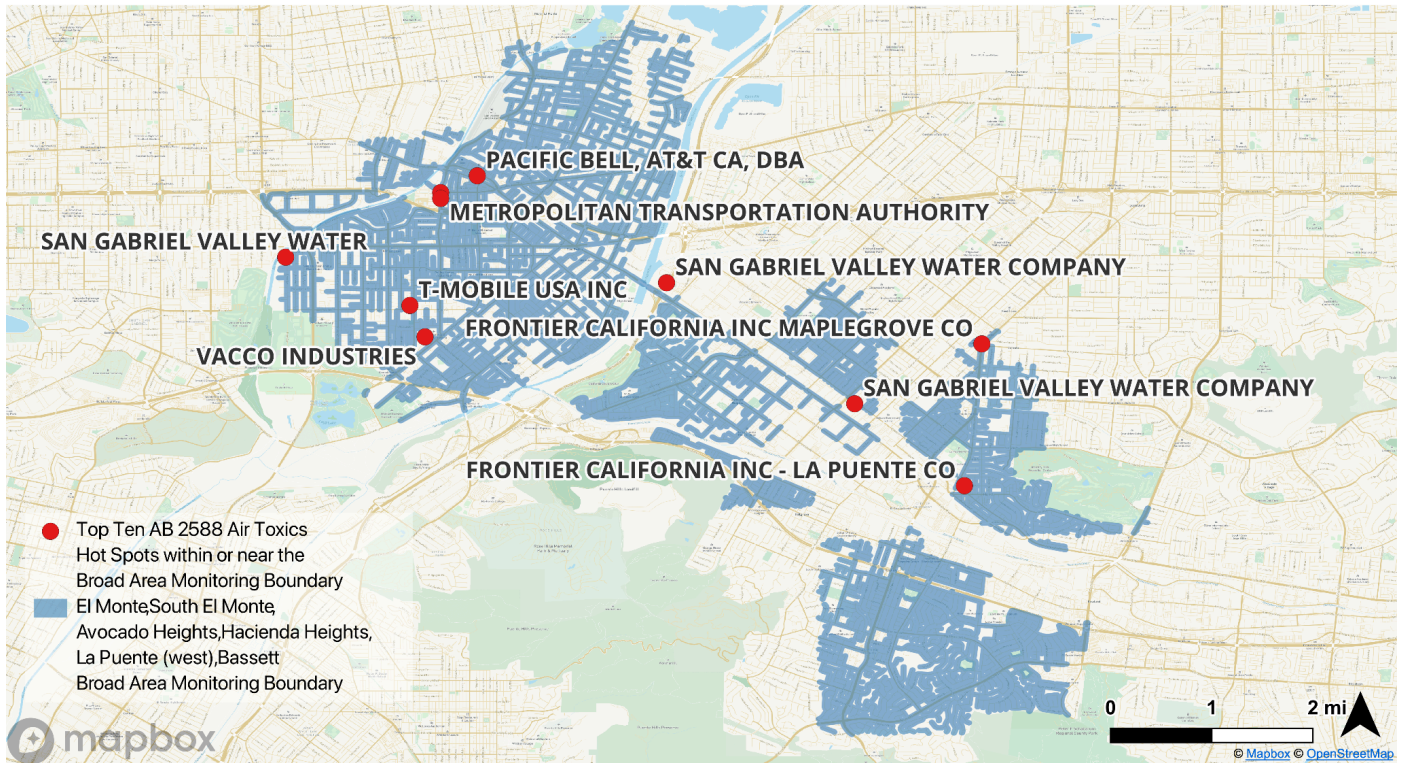 PACIFIC BELL, AT&T CA, DBA
METROPOLITAN TRANSPORTATION AUTHORITY
SAN GABRIEL VALLEY WATER
SAN GABRIEL VALLEY WATER COMPANY
T-MOBILE USA INC
FRONTIER CALIFORNIA INC MAPLEGROVE CO
VACCO INDUSTRIES
SAN GABRIEL VALLEY WATER COMPANY
FRONTIER CALIFORNIA INC - LA PUENTE CO
Top Ten AB 2588 Air Toxics
Hot Spots within or near the
Broad Area Monitoring Boundary
El Monte,South El Monte,
Avocado Heights,Hacienda Heights,
La Puente (west),Bassett
Broad Area Monitoring Boundary
0 1 2 mi
mapbox
© Mapbox © OpenStreetMap